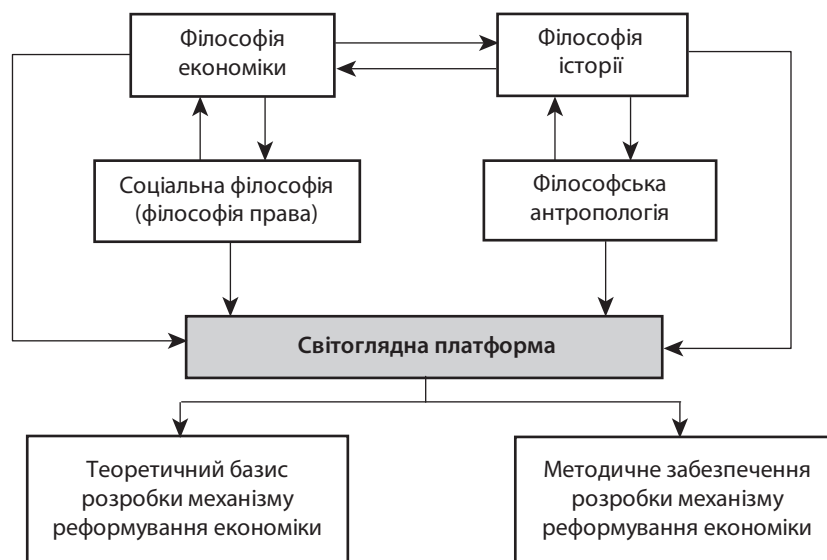 Філософія
економіки
Філософія
історії
Соціальна філософія
(філософія права)
Філософська
антропологія
Світоглядна платформа
Теоретичний базис
розробки механізму
реформування економіки
Методичне забезпечення
розробки механізму
реформування економіки